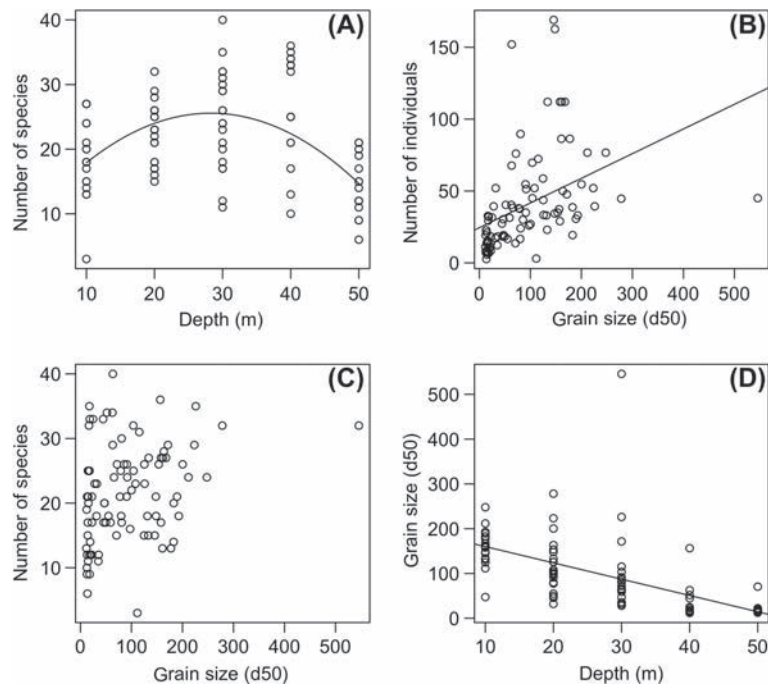 (A)
Number of species
40
30
20
10
10 20 30 40 50
Depth (m)
(B)
Number of individuals
150
100
50
0
0 100 200 300 400 500
Grain size (d50)
(C)
Number of species
40
30
20
10
0 100 200 300 400 500
Grain size (d50)
(D)
Grain size (d50)
500
400
300
200
100
0
10 20 30 40 50
Depth (m)